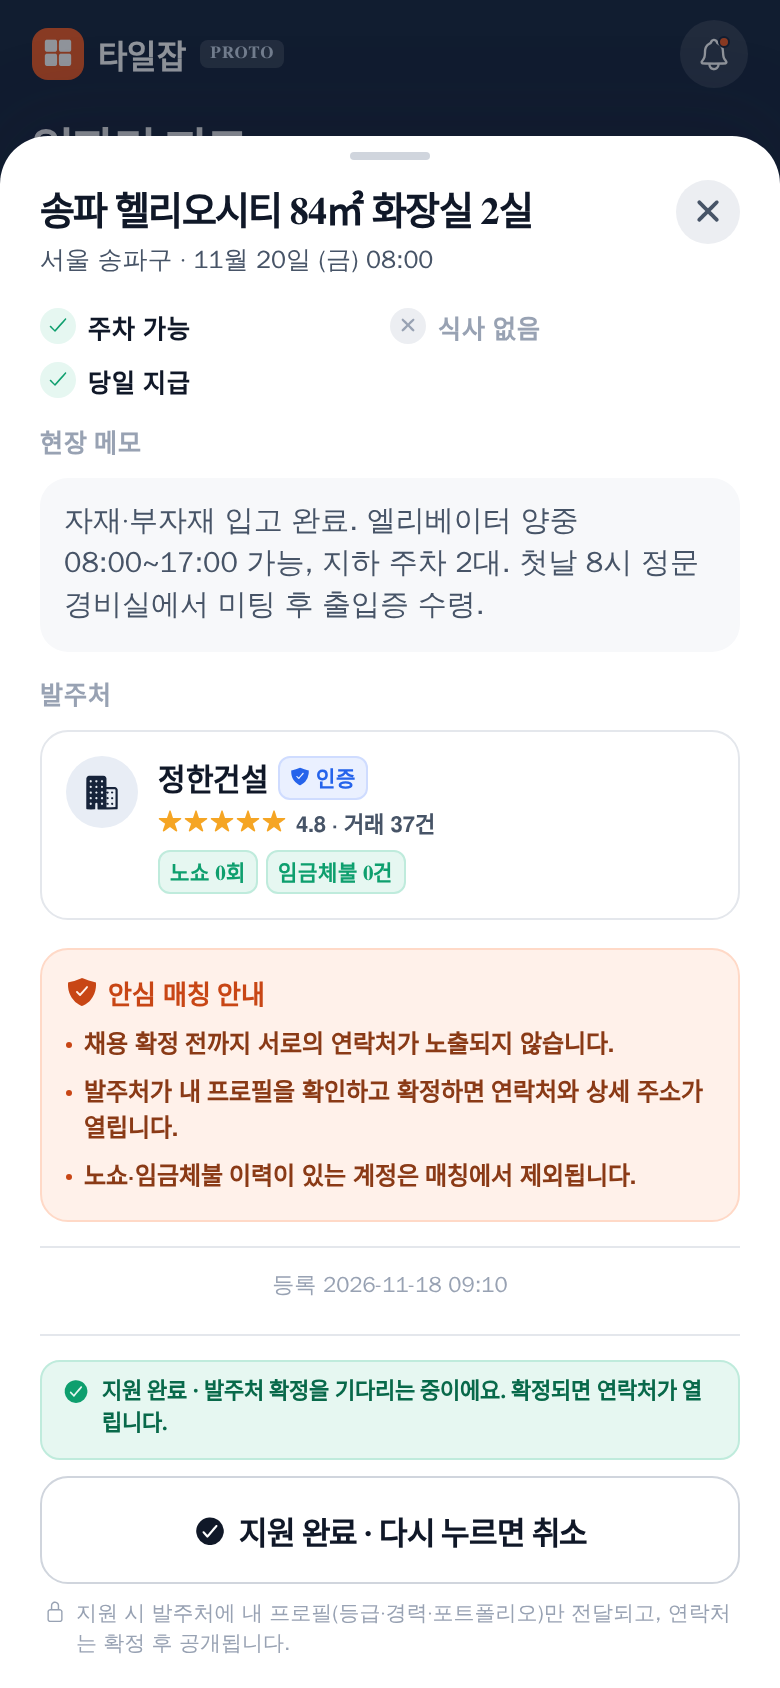 타일잡 PROTO
송파 헬리오시티 84㎡ 화장실 2실
서울 송파구 · 11월 20일 (금) 08:00
주차 가능
식사 없음
당일 지급
현장 메모
자재·부자재 입고 완료. 엘리베이터 양중
08:00~17:00 가능, 지하 주차 2대. 첫날 8시 정문
경비실에서 미팅 후 출입증 수령.
발주처
정한건설 인증
4.8 · 거래 37건
노쇼 0회 임금체불 0건
안심 매칭 안내
• 채용 확정 전까지 서로의 연락처가 노출되지 않습니다.
• 발주처가 내 프로필을 확인하고 확정하면 연락처와 상세 주소가
열립니다.
• 노쇼·임금체불 이력이 있는 계정은 매칭에서 제외됩니다.
등록 2026-11-18 09:10
지원 완료 · 발주처 확정을 기다리는 중이에요. 확정되면 연락처가 열
립니다.
지원 완료 · 다시 누르면 취소
지원 시 발주처에 내 프로필(등급·경력·포트폴리오)만 전달되고, 연락처
는 확정 후 공개됩니다.